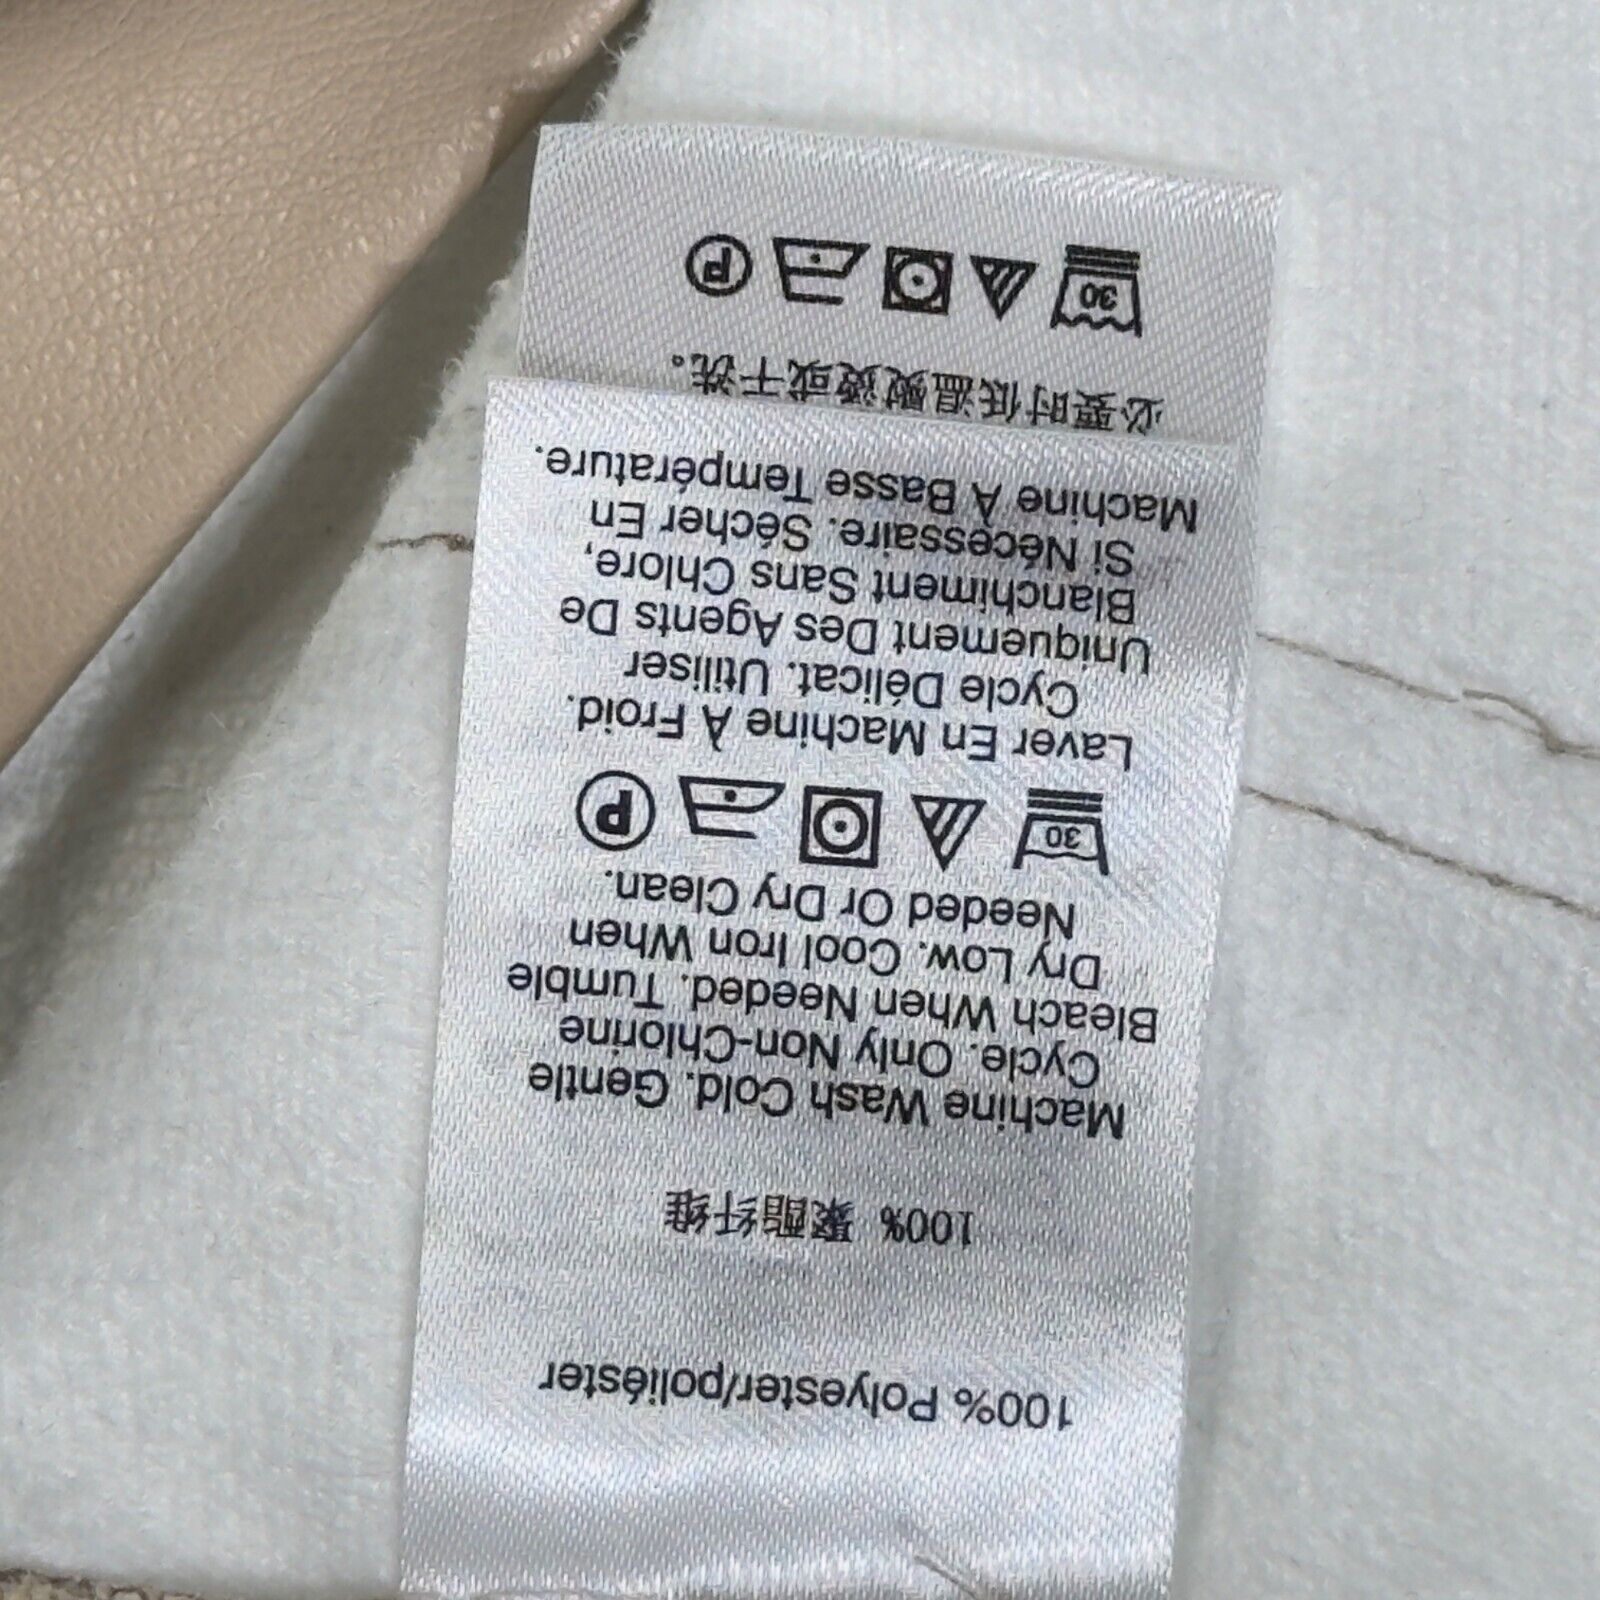 100% Polyester/poliéster
100% 聚酯纤维
Machine Wash Cold. Gentle
Cycle. Only Non-Chlorine
Bleach When Needed. Tumble
Dry Low. Cool Iron When
Needed Or Dry Clean.
30 P
Laver En Machine À Froid.
Cycle Délicat. Utiliser
Uniquement Des Agents De
Blanchiment Sans Chlore,
Si Nécessaire. Sécher En
Machine À Basse Température.
必要时低温熨烫或干洗。
30 P